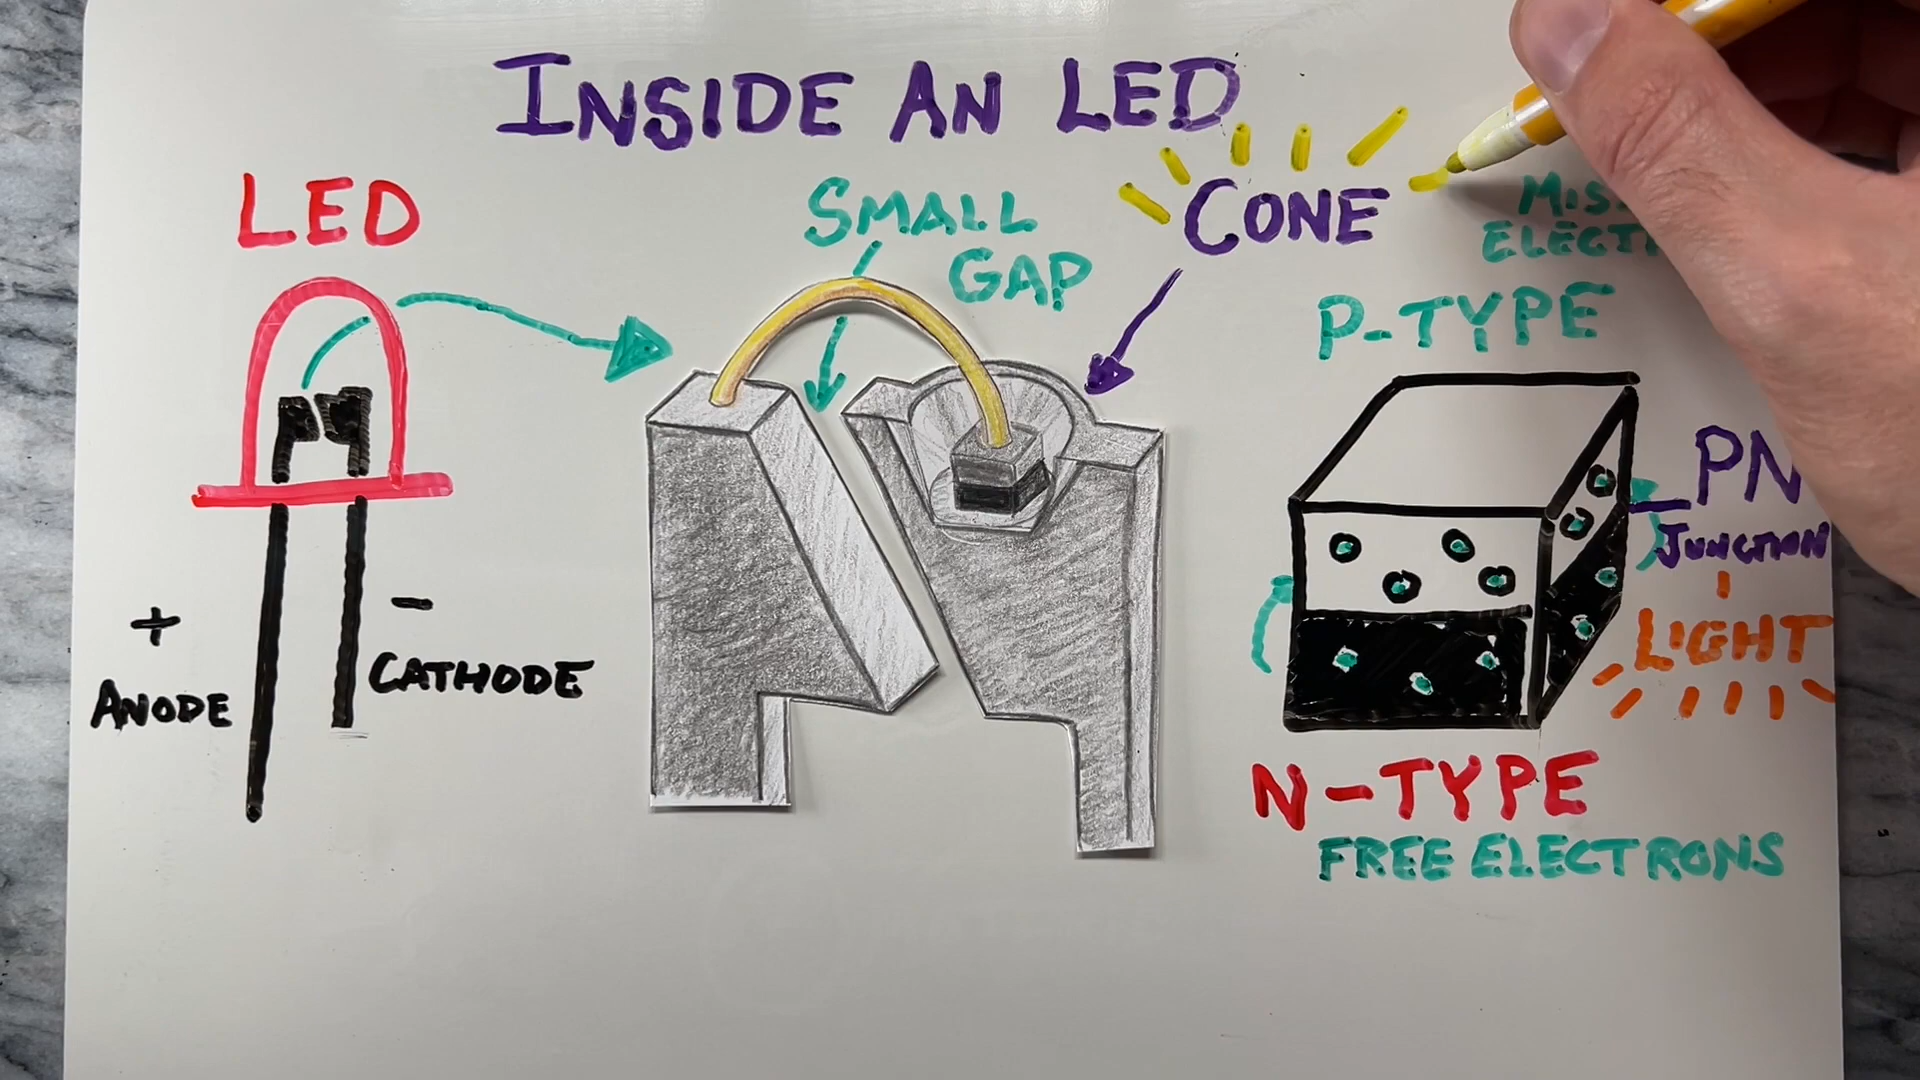 INSIDE AN LED
LED
SMALL
GAP
CONE
P-TYPE
+
ANODE
-
CATHODE
PN
JUNCTION
LIGHT
N-TYPE
FREE ELECTRONS